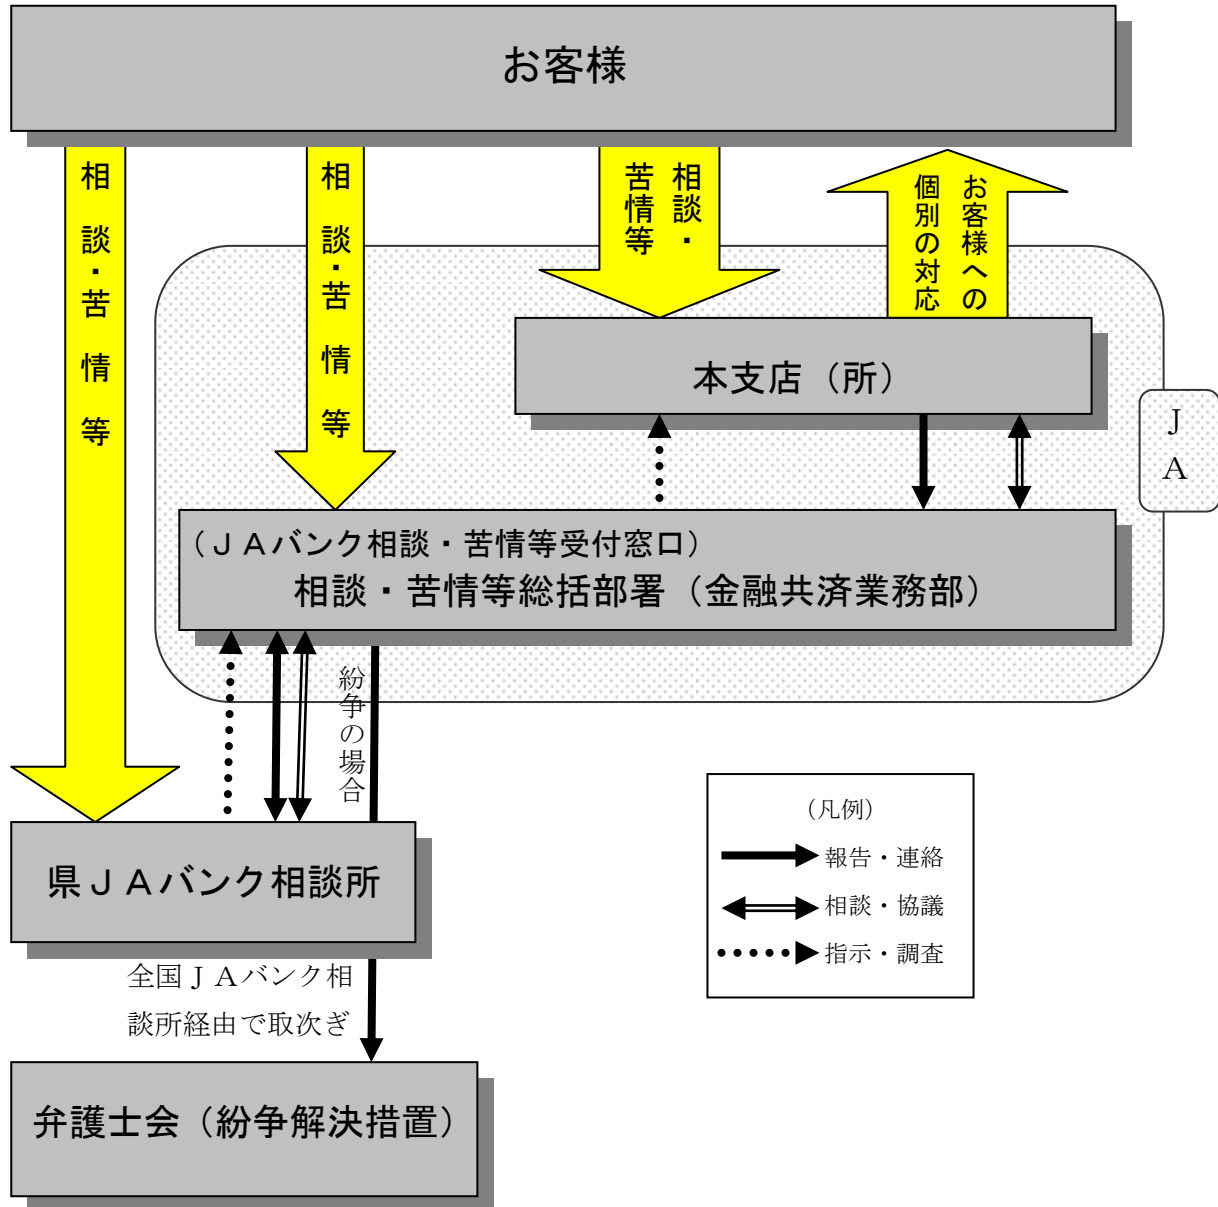 お客様
相談・苦情等
相談・苦情等
相談・
苦情等
お客様への
個別の対応
本支店（所）
ＪＡ
（ＪＡバンク相談・苦情等受付窓口）
相談・苦情等総括部署（金融共済業務部）
紛争の場合
県ＪＡバンク相談所
（凡例）
報告・連絡
相談・協議
指示・調査
全国ＪＡバンク相
談所経由で取次ぎ
弁護士会（紛争解決措置）